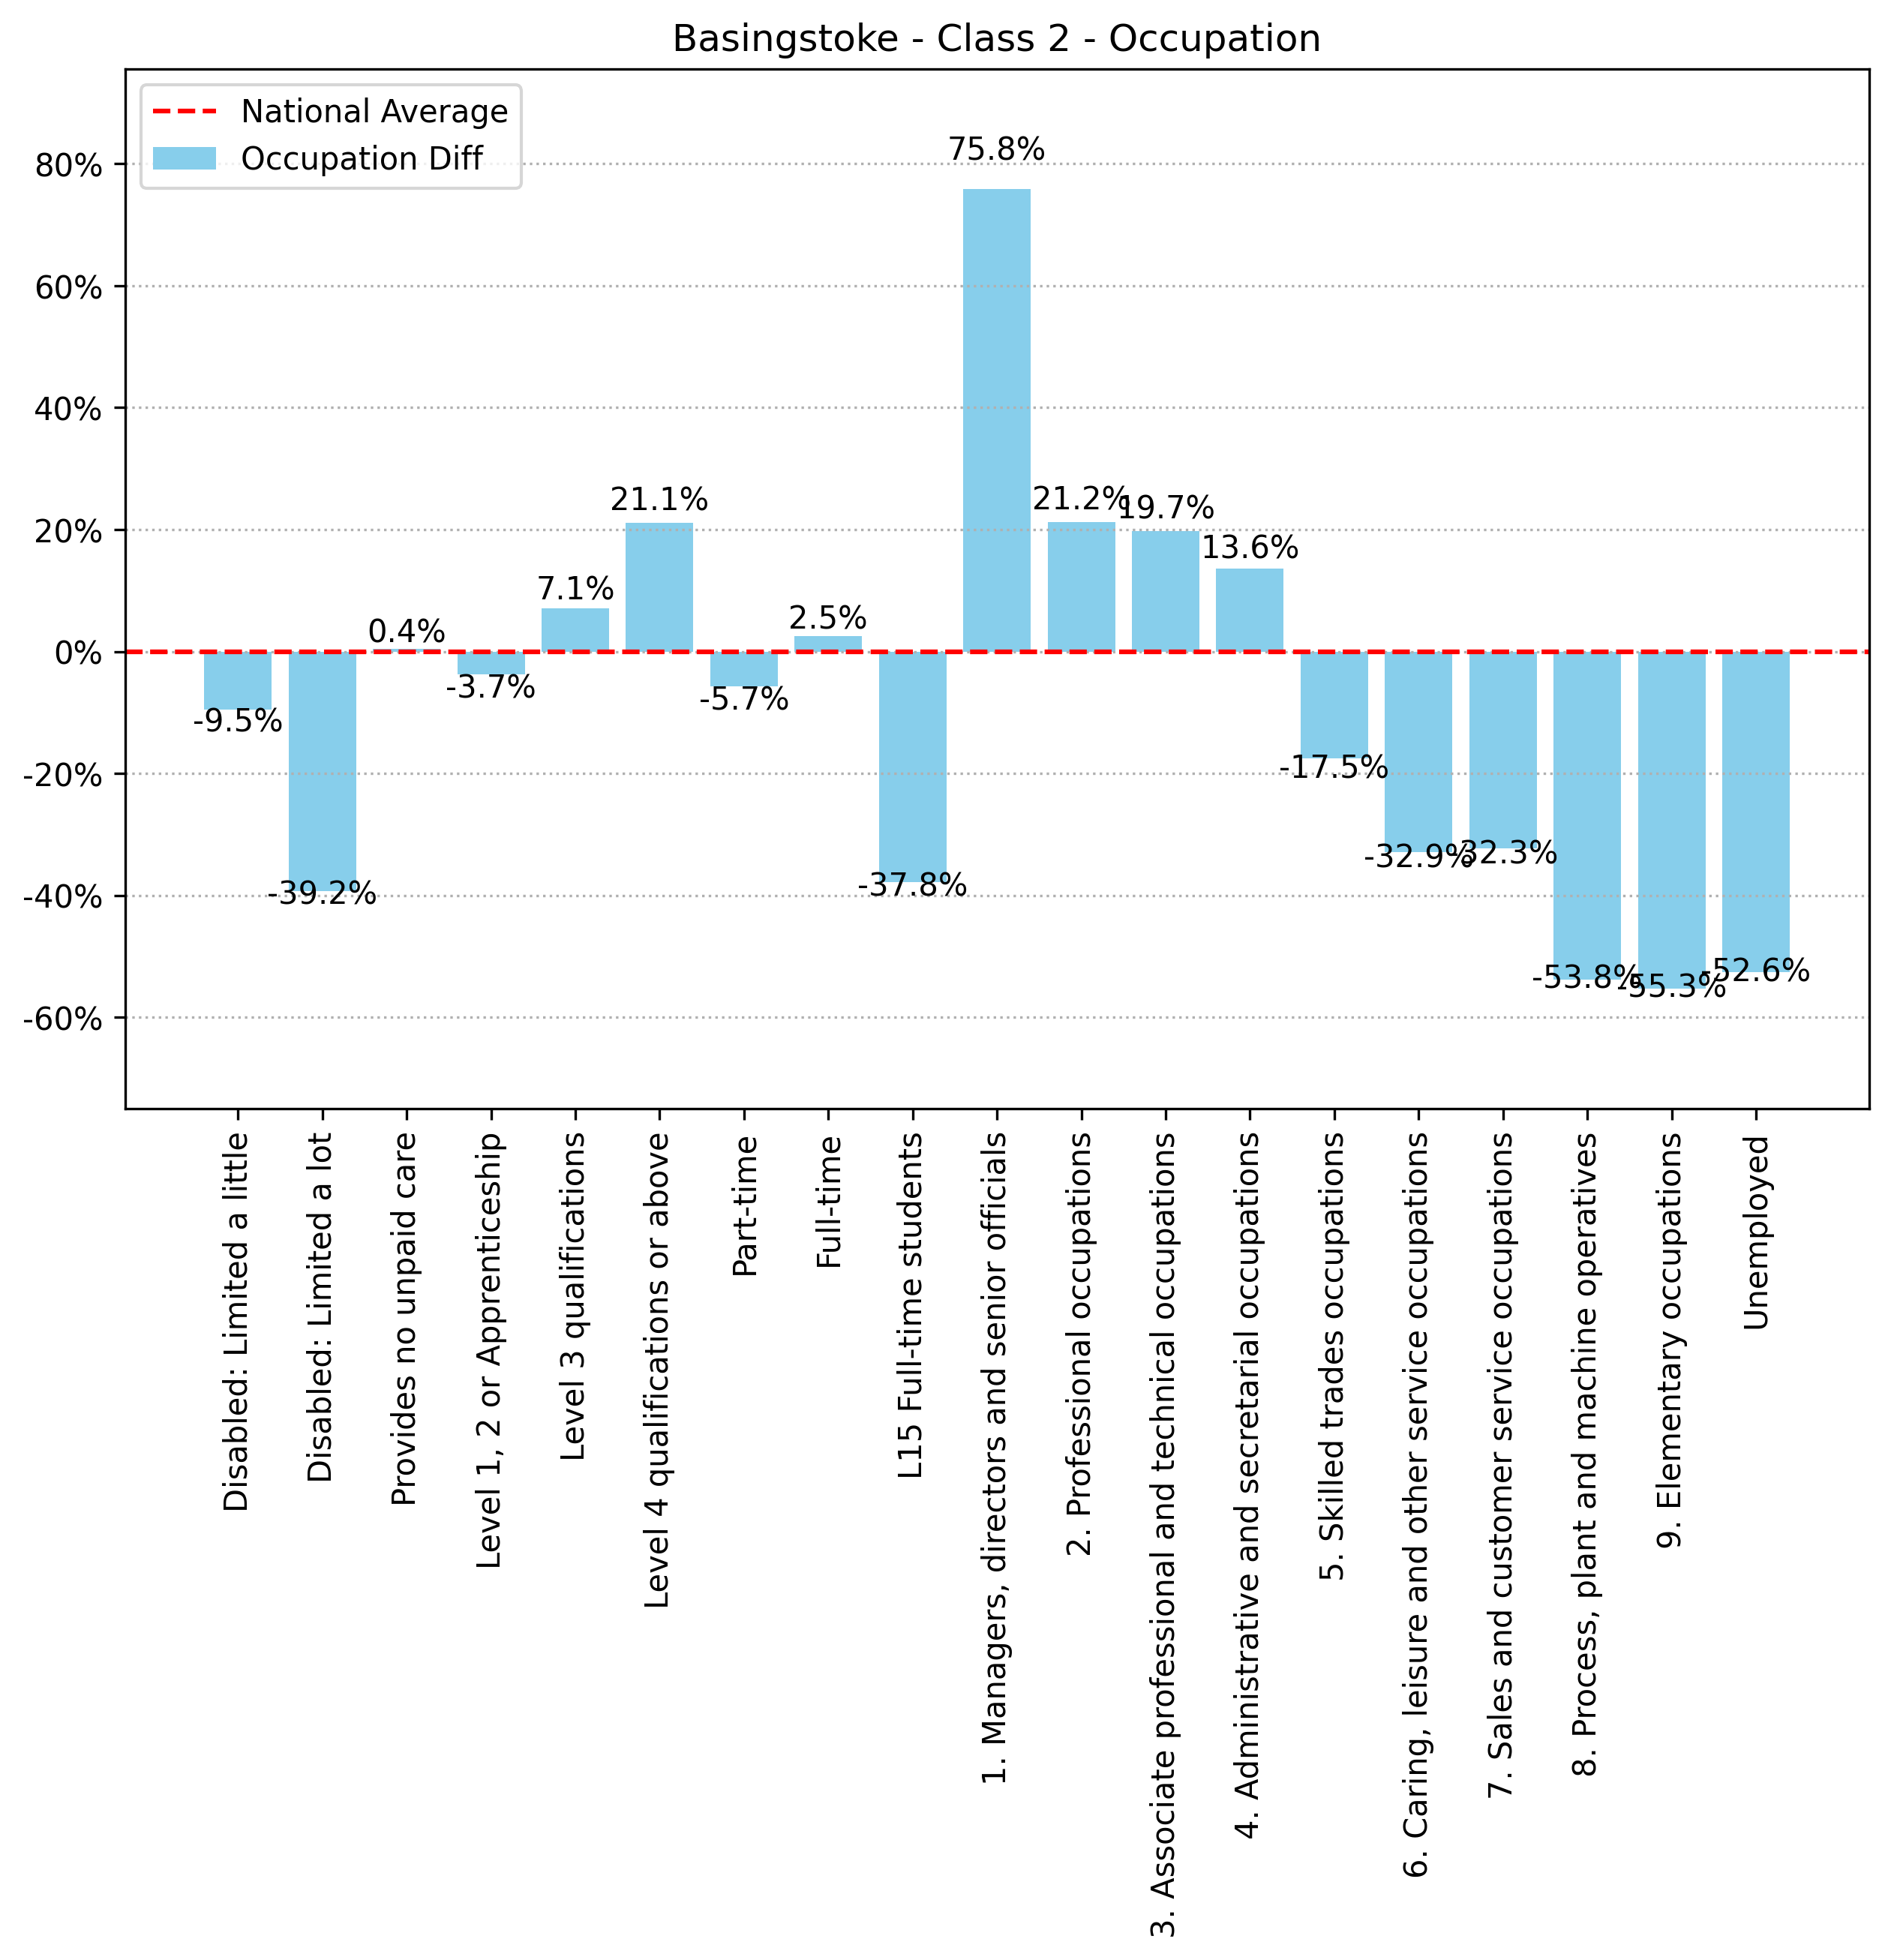 Basingstoke - Class 2 - Occupation
National Average
Occupation Diff
80%
60%
40%
20%
0%
-20%
-40%
-60%
-9.5%
-39.2%
0.4%
-3.7%
7.1%
21.1%
-5.7%
2.5%
-37.8%
75.8%
21.2%
19.7%
13.6%
-17.5%
-32.9%
-32.3%
-53.8%
-55.3%
-52.6%
Disabled: Limited a little
Disabled: Limited a lot
Provides no unpaid care
Level 1, 2 or Apprenticeship
Level 3 qualifications
Level 4 qualifications or above
Part-time
Full-time
L15 Full-time students
1. Managers, directors and senior officials
2. Professional occupations
3. Associate professional and technical occupations
4. Administrative and secretarial occupations
5. Skilled trades occupations
6. Caring, leisure and other service occupations
7. Sales and customer service occupations
8. Process, plant and machine operatives
9. Elementary occupations
Unemployed